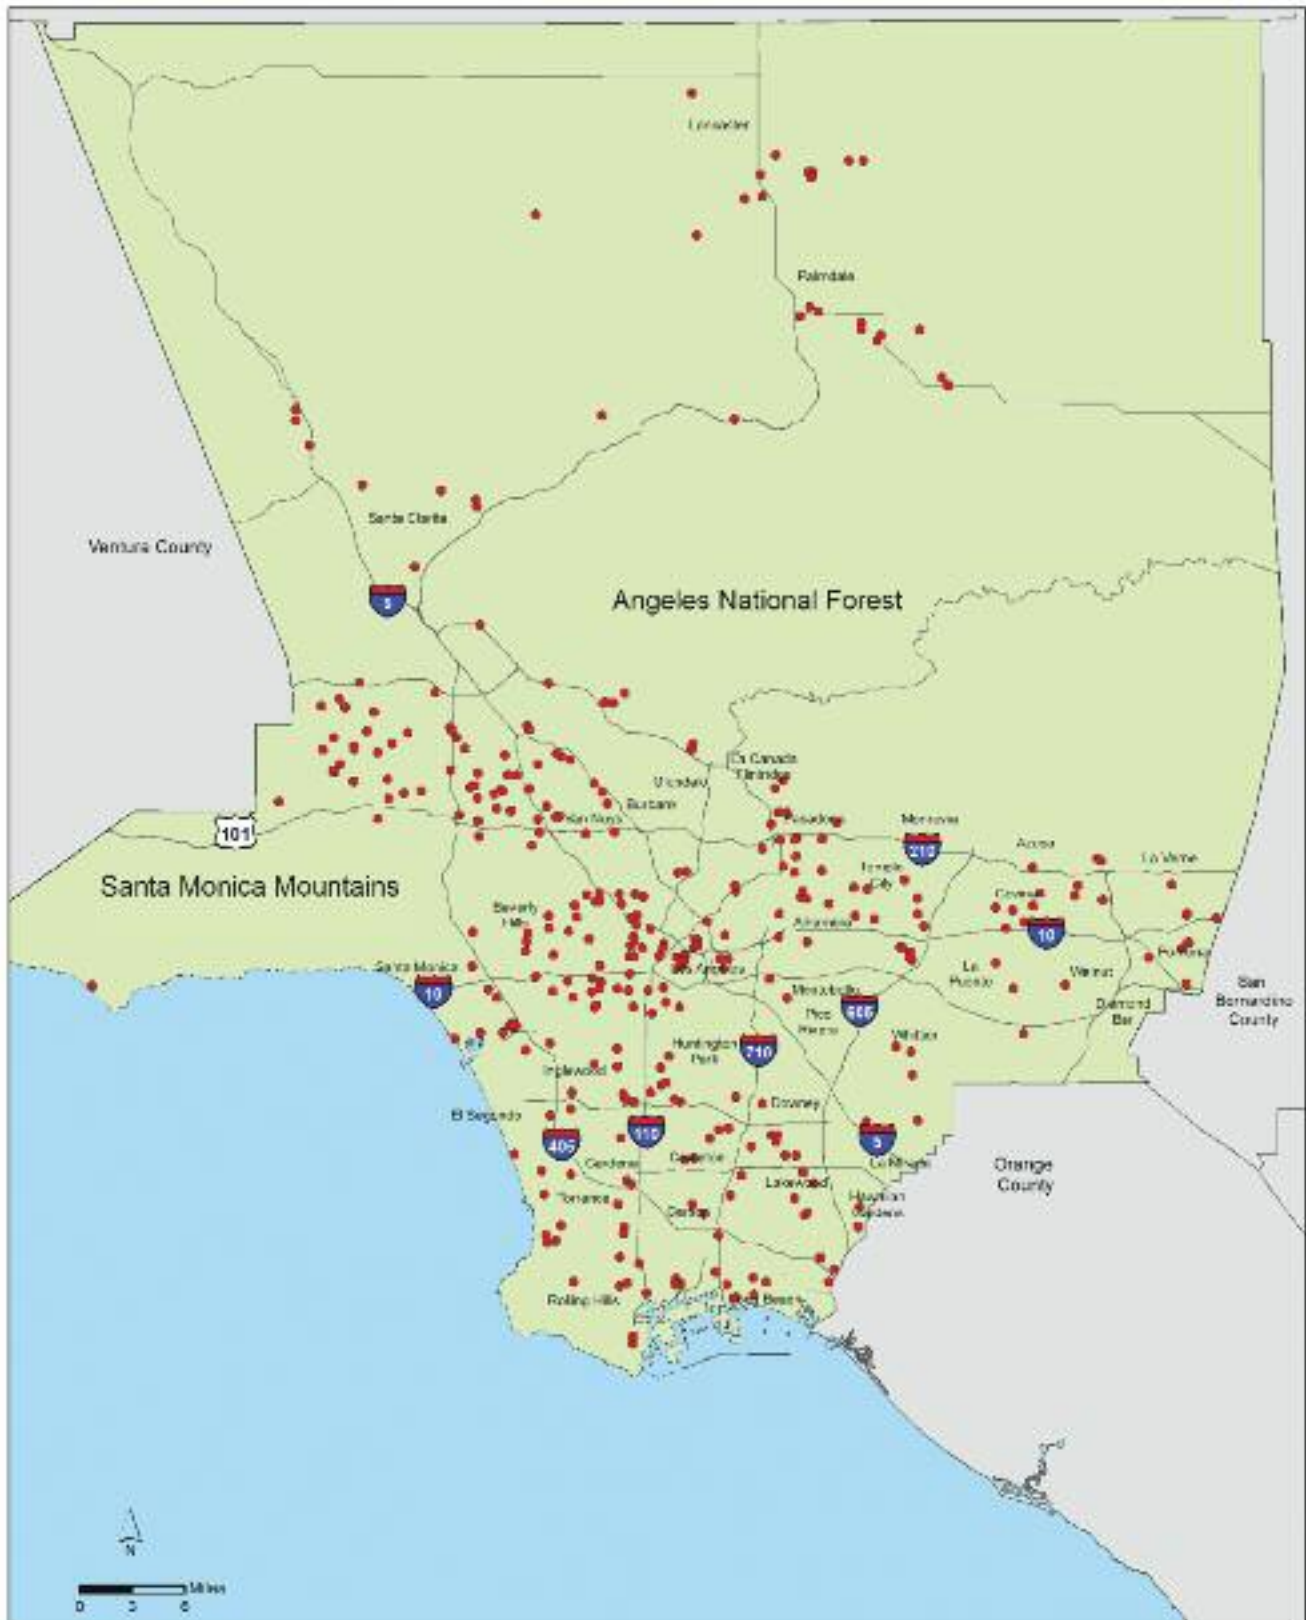 Lancaster
Palmdale
Santa Clarita
Ventura County
5
Angeles National Forest
La Canada
Flintridge
Glendale
Burbank
101
Van Nuys
Pasadena
Monrovia
210
Azusa
La Verne
Santa Monica Mountains
Temple
City
Covina
Beverly
Hills
Alhambra
10
Pomona
Santa Monica
Los Angeles
La
Puente
Walnut
10
Montebello
Diamond
Bar
San
Bernardino
County
Pico
Rivera
605
Whittier
Huntington
Park
710
Inglewood
El Segundo
Downey
405
110
5
Gardena
Compton
La Mirada
Orange
County
Torrance
Lakewood
Carson
Hawaiian
Gardens
Rolling Hills
Long Beach
N
Miles
0 3 6